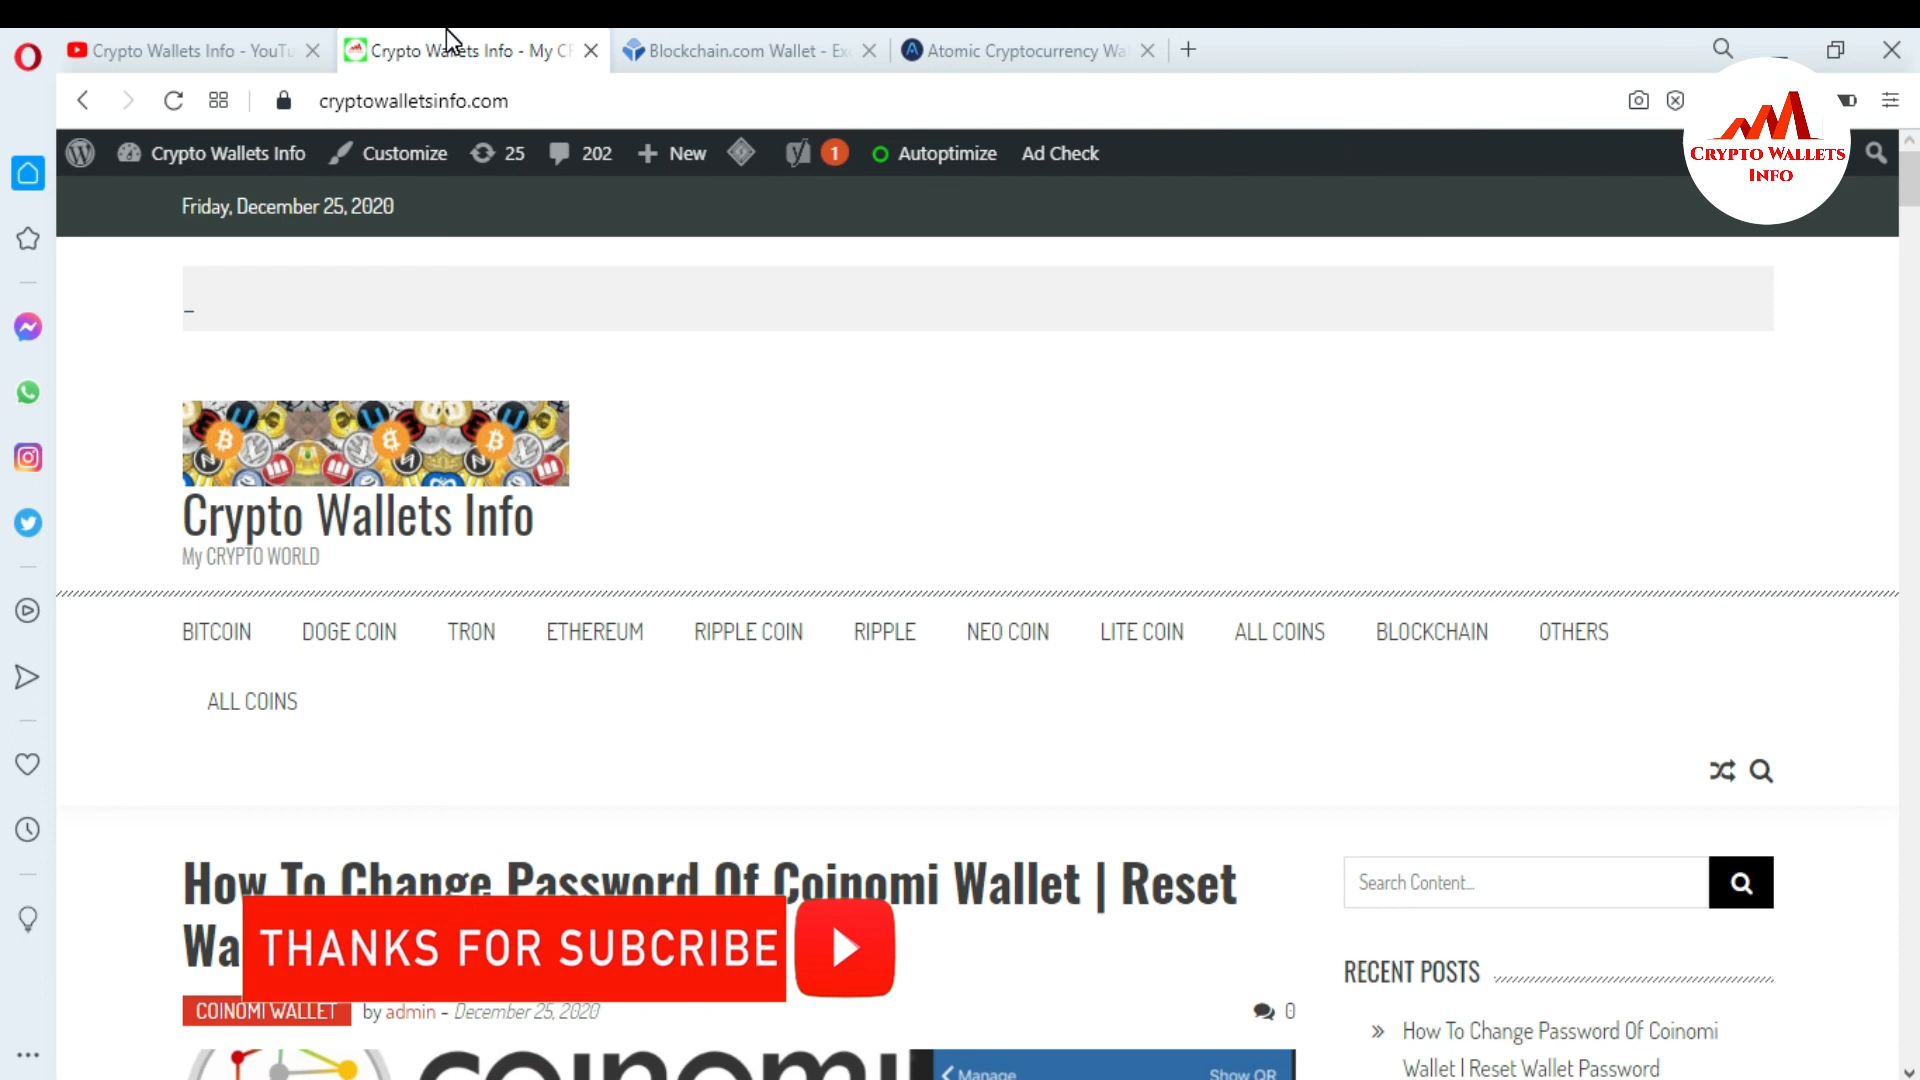 Crypto Wallets Info - YouTu
Crypto Wallets Info - My C
Blockchain.com Wallet - Ex
Atomic Cryptocurrency Wa
cryptowalletsinfo.com
Crypto Wallets Info
Customize
25
202
New
1
Autoptimize
Ad Check
CRYPTO WALLETS
INFO
Friday, December 25, 2020
Crypto Wallets Info
My CRYPTO WORLD
BITCOIN DOGE COIN TRON ETHEREUM RIPPLE COIN RIPPLE NEO COIN LITE COIN ALL COINS BLOCKCHAIN OTHERS
ALL COINS
How To Change Password Of Coinomi Wallet | Reset
Wa
THANKS FOR SUBCRIBE
COINOMI WALLET by admin - December 25, 2020 0
coinomi
Manage Show QR
Search Content...
RECENT POSTS
» How To Change Password Of Coinomi
Wallet | Reset Wallet Password